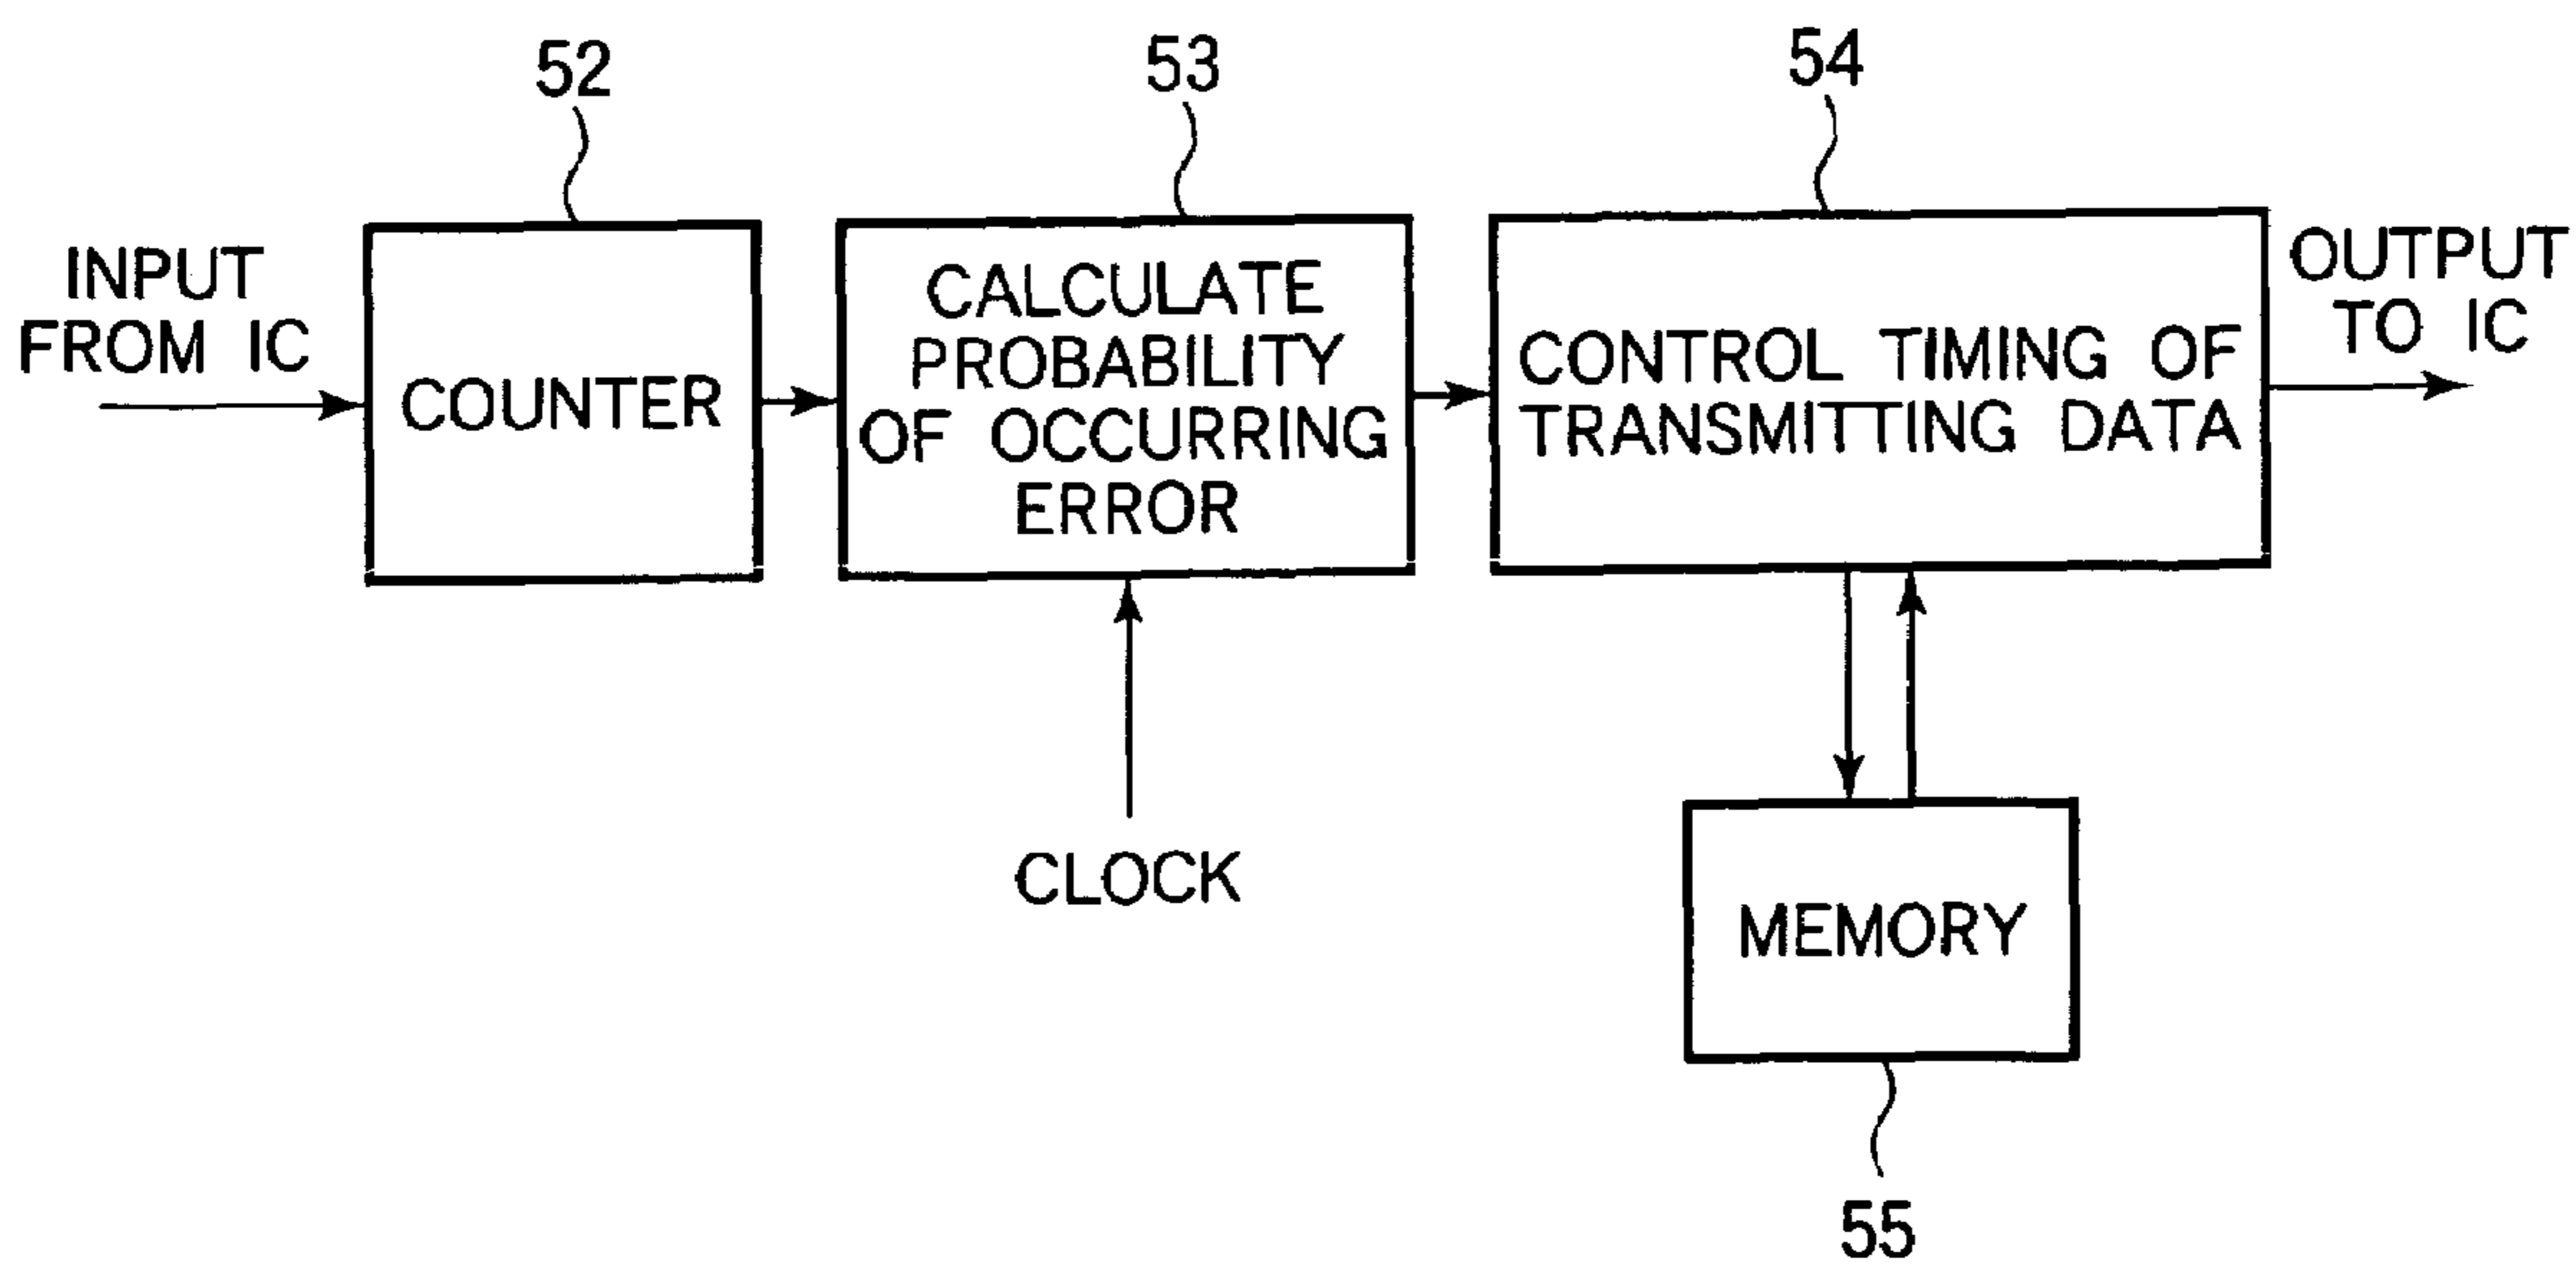 52
53
54
INPUT
FROM IC
COUNTER
CALCULATE
PROBABILITY
OF OCCURRING
ERROR
CONTROL TIMING OF
TRANSMITTING DATA
OUTPUT
TO IC
CLOCK
MEMORY
55